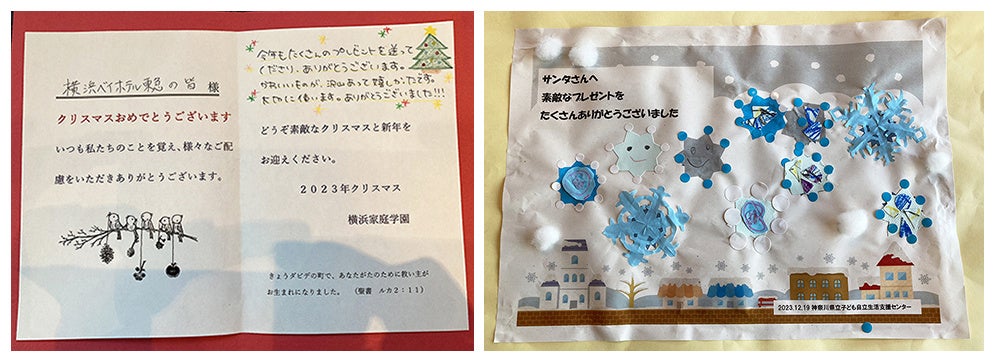 横浜ベイホテル東急の皆 様
クリスマスおめでとうございます
いつも私たちのことを覚え、様々なご配
慮をいただきありがとうございます。
今年もたくさんのプレゼントを送って
くださり、ありがとうございます。
かわいいものが、沢山あって嬉しかったです。
大切に使います。ありがとうございました!!!
どうぞ素敵なクリスマスと新年を
お迎えください。
2023年クリスマス
横浜家庭学園
きょうダビデの町で、あなたがたのために救い主が
お生まれになりました。 (聖書 ルカ2:11)
サンタさんへ
素敵なプレゼントを
たくさんありがとうございました
2023.12.19 神奈川県立子ども自立生活支援センター